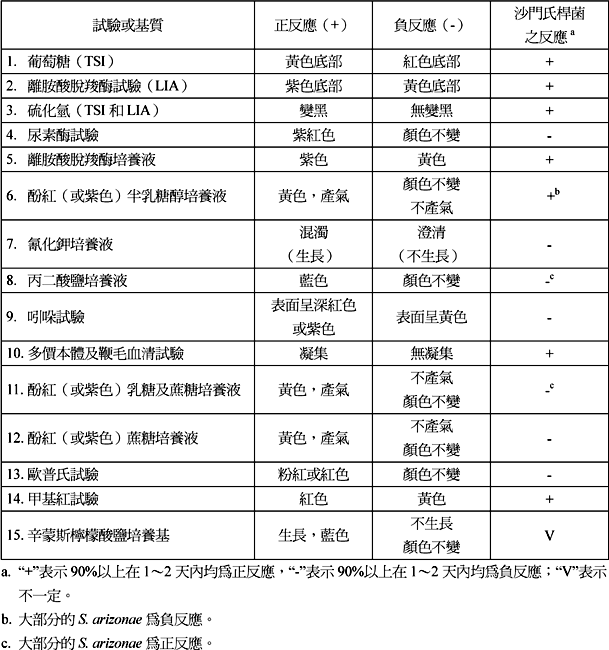 試驗或基質 正反應（+） 負反應（-） 沙門氏桿菌
之反應 a
1. 葡萄糖（TSI） 黃色底部 紅色底部 +
2. 離胺酸脫羧酶試驗（LIA） 紫色底部 黃色底部 +
3. 硫化氫（TSI 和 LIA） 變黑 無變黑 +
4. 尿素酶試驗 紫紅色 顏色不變 -
5. 離胺酸脫羧酶培養液 紫色 黃色 +
6. 酚紅（或紫色）半乳糖醇培養液 黃色，產氣 顏色不變 +b
不產氣
7. 氰化鉀培養液 混濁 澄清 -
（生長） （不生長）
8. 丙二酸鹽培養液 藍色 顏色不變 -c
9. 吲哚試驗 表面呈深紅色 表面呈黃色 -
或紫色
10. 多價本體及鞭毛血清試驗 凝集 無凝集 +
11. 酚紅（或紫色）乳糖及蔗糖培養液 黃色，產氣 不產氣 -c
顏色不變
12. 酚紅（或紫色）蔗糖培養液 黃色，產氣 不產氣 -
顏色不變
13. 歐普氏試驗 粉紅或紅色 顏色不變 -
14. 甲基紅試驗 紅色 黃色 +
15. 辛蒙斯檸檬酸鹽培養基 生長，藍色 不生長 V
顏色不變
a. “+”表示 90%以上在 1～2 天內均爲正反應，“-”表示 90%以上在 1～2 天內均爲負反應；“V”表示
不一定。
b. 大部分的 S. arizonae 爲負反應。
c. 大部分的 S. arizonae 爲正反應。